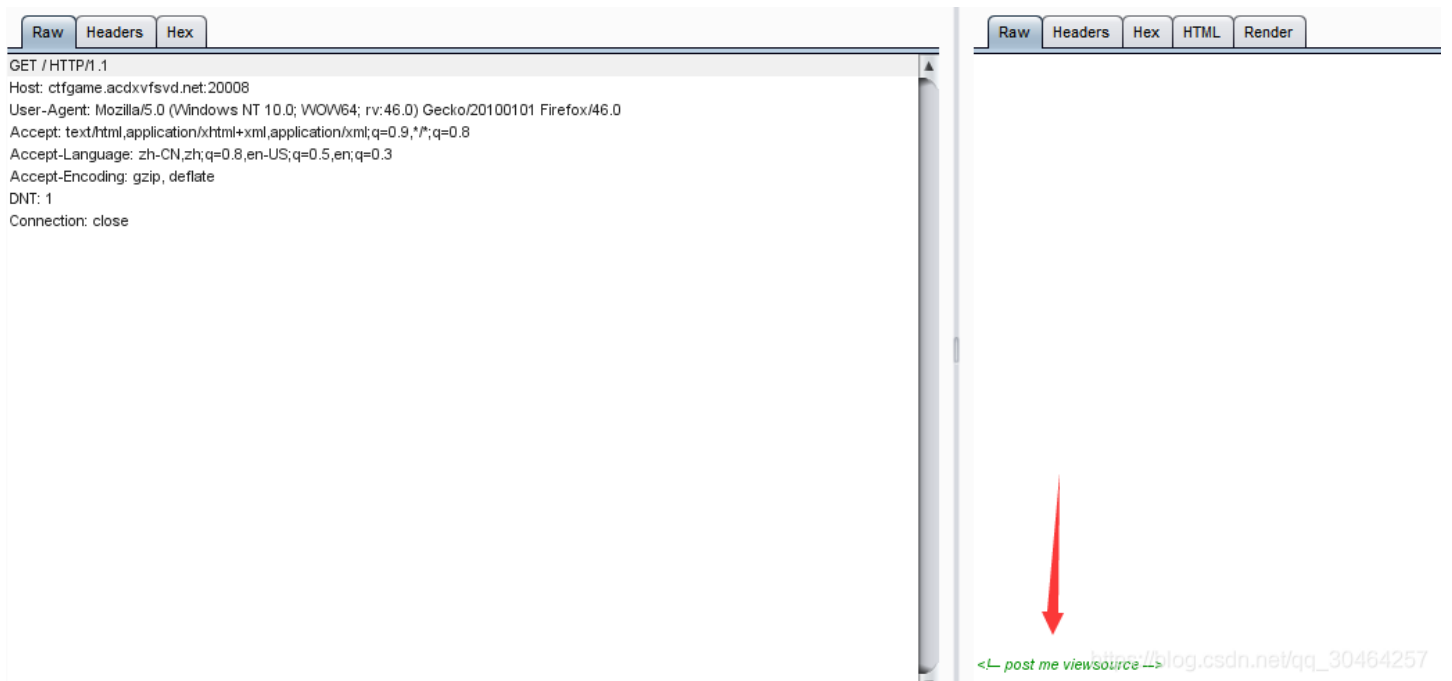 Raw Headers Hex
Raw Headers Hex HTML Render
GET / HTTP/1.1
Host: ctfgame.acdxvfsvd.net:20008
User-Agent: Mozilla/5.0 (Windows NT 10.0; WOW64; rv:46.0) Gecko/20100101 Firefox/46.0
Accept: text/html,application/xhtml+xml,application/xml;q=0.9,*/*;q=0.8
Accept-Language: zh-CN,zh;q=0.8,en-US;q=0.5,en;q=0.3
Accept-Encoding: gzip, deflate
DNT: 1
Connection: close
<!-- post me viewsource -->
https://blog.csdn.net/qq_30464257